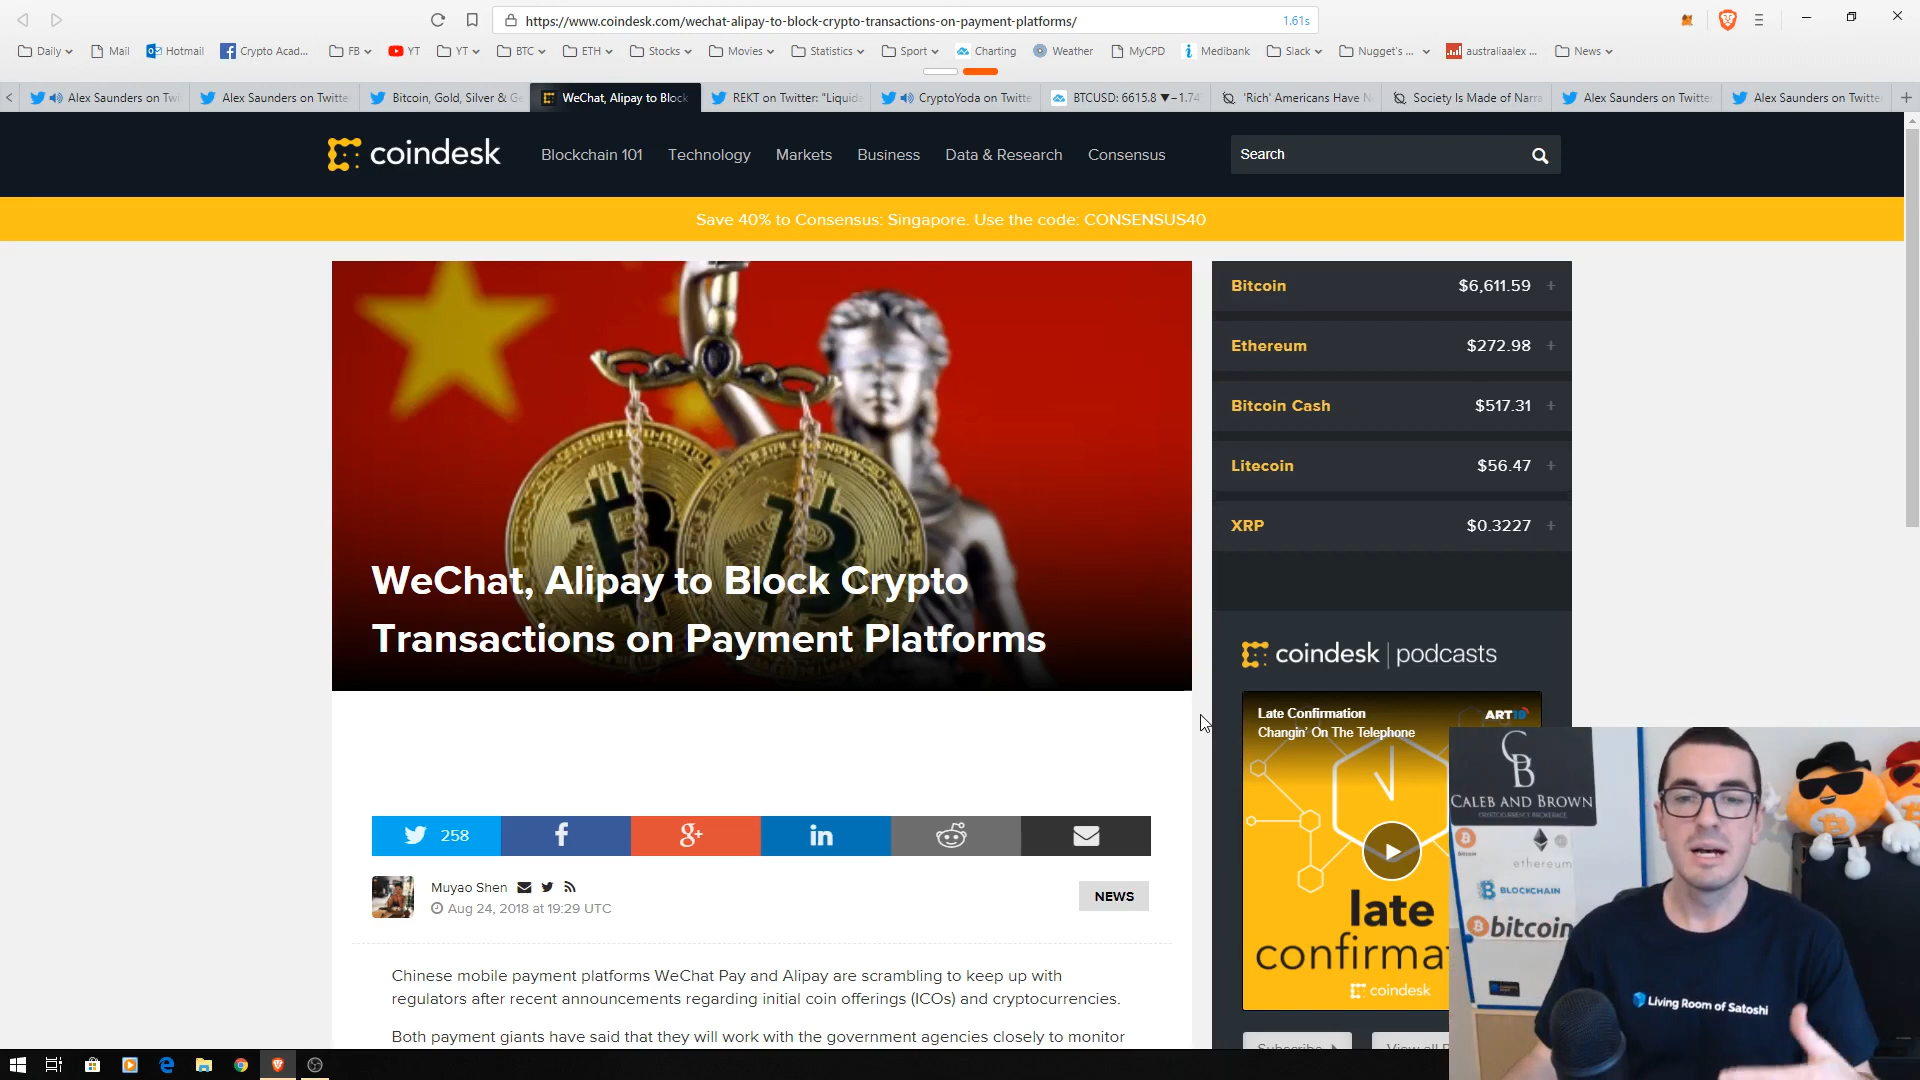 https://www.coindesk.com/wechat-alipay-to-block-crypto-transactions-on-payment-platforms/
1.61s
Daily
Mail
Hotmail
Crypto Acad...
FB
YT
YT
BTC
ETH
Stocks
Movies
Statistics
Sport
Charting
Weather
MyCPD
Medibank
Slack
Nugget's ...
australiaalex ...
News
Alex Saunders on Twi
Alex Saunders on Twitte
Bitcoin, Gold, Silver & Ge
WeChat, Alipay to Block
REKT on Twitter: "Liquida
CryptoYoda on Twitte
BTCUSD: 6615.8 ▼−1.74
'Rich' Americans Have N
Society Is Made of Narra
Alex Saunders on Twitte
Alex Saunders on Twitte
coindesk
Blockchain 101
Technology
Markets
Business
Data & Research
Consensus
Search
Save 40% to Consensus: Singapore. Use the code: CONSENSUS40
WeChat, Alipay to Block Crypto
Transactions on Payment Platforms
Bitcoin $6,611.59 +
Ethereum $272.98 +
Bitcoin Cash $517.31 +
Litecoin $56.47 +
XRP $0.3227 +
coindesk | podcasts
Late Confirmation
Changin' On The Telephone
ART19
late
confirma
coindesk
258
Muyao Shen
Aug 24, 2018 at 19:29 UTC
NEWS
Chinese mobile payment platforms WeChat Pay and Alipay are scrambling to keep up with
regulators after recent announcements regarding initial coin offerings (ICOs) and cryptocurrencies.
Both payment giants have said that they will work with the government agencies closely to monitor
Subscribe
View all
CB
CALEB AND BROWN
CRYPTOCURRENCY BROKERAGE
ethereum
BLOCKCHAIN
bitcoin
Living Room of Satoshi